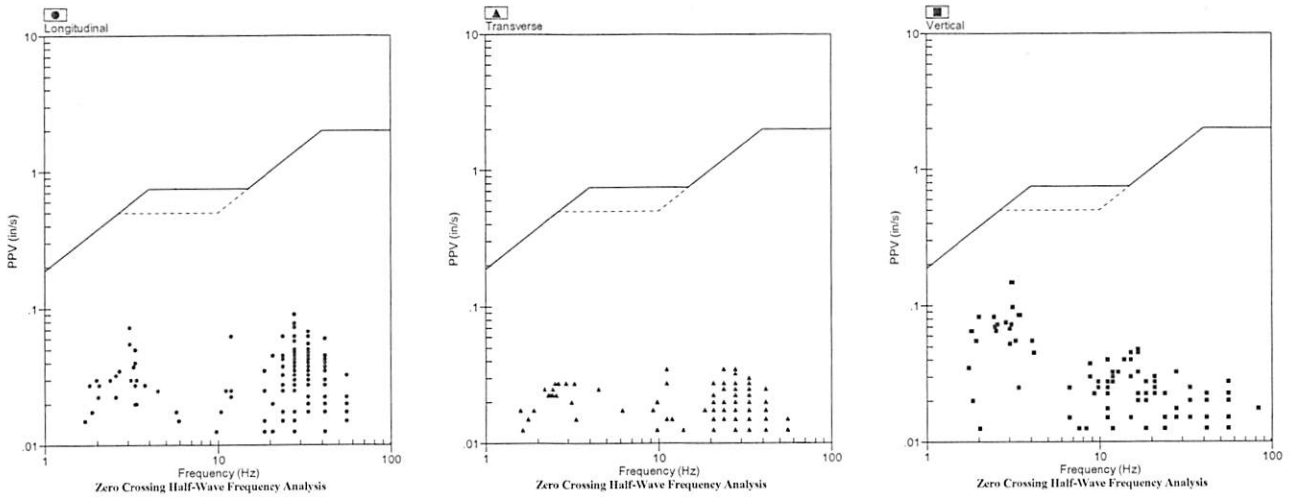 Longitudinal
10
1
.1
.01
PPV (in/s)
1 10 100
Frequency (Hz)
Zero Crossing Half-Wave Frequency Analysis
Transverse
10
1
.1
.01
PPV (in/s)
1 10 100
Frequency (Hz)
Zero Crossing Half-Wave Frequency Analysis
Vertical
10
1
.1
.01
PPV (in/s)
1 10 100
Frequency (Hz)
Zero Crossing Half-Wave Frequency Analysis